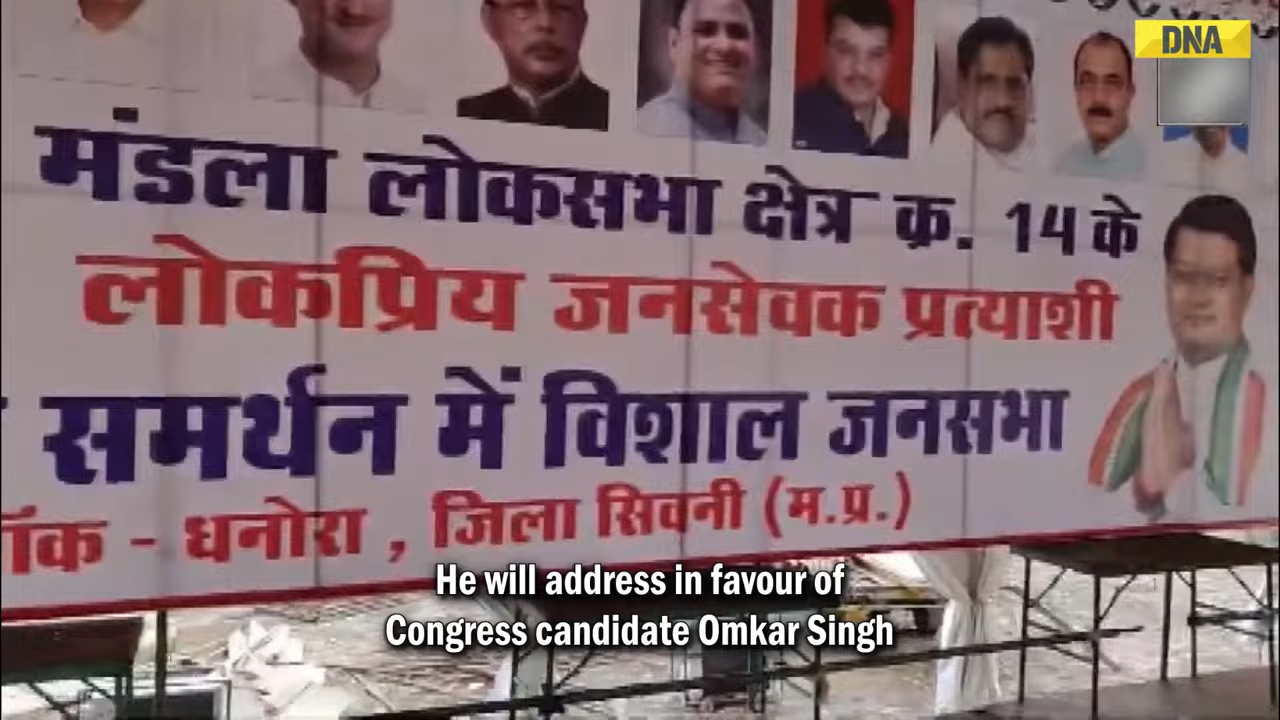 DNA
मंडला लोकसभा क्षेत्र क्र. 14 के
लोकप्रिय जनसेवक प्रत्याशी
समर्थन में विशाल जनसभा
- धनोरा , जिला सिवनी (म.प्र.)
He will address in favour of
Congress candidate Omkar Singh